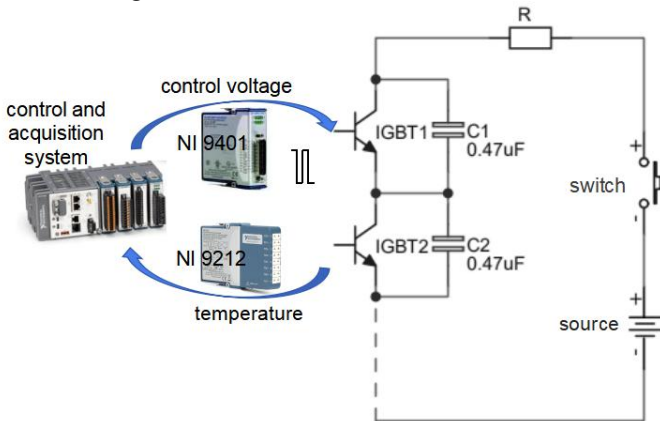 R
control voltage
control and
acquisition
system
NI 9401
IGBT1
C1
0.47uF
+
switch
-
NI 9212
IGBT2
C2
0.47uF
temperature
+
source
-